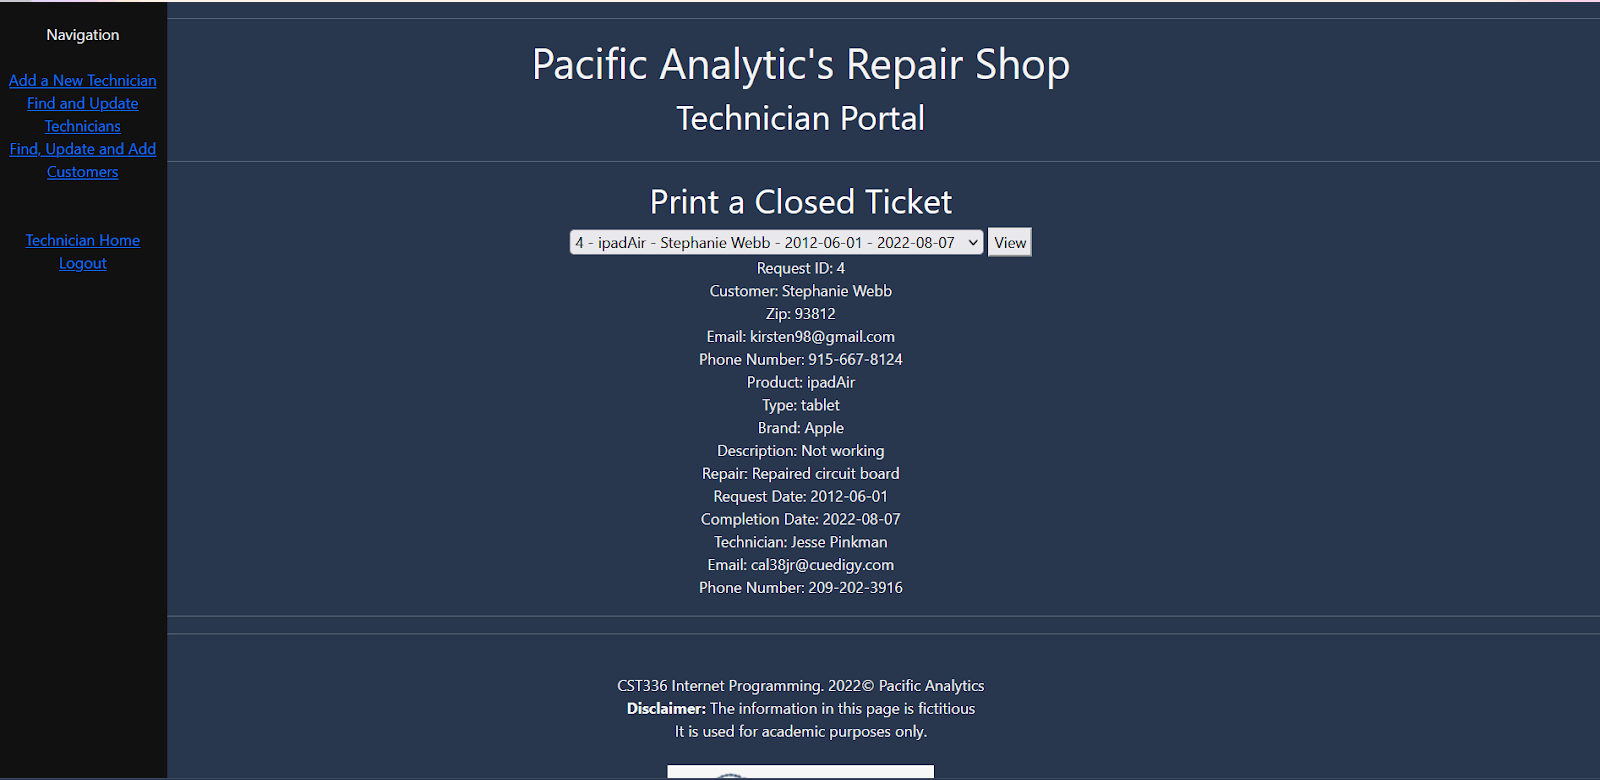 Navigation
Add a New Technician
Find and Update
Technicians
Find, Update and Add
Customers
Technician Home
Logout
Pacific Analytic's Repair Shop
Technician Portal
Print a Closed Ticket
4 - ipadAir - Stephanie Webb - 2012-06-01 - 2022-08-07 View
Request ID: 4
Customer: Stephanie Webb
Zip: 93812
Email: kirsten98@gmail.com
Phone Number: 915-667-8124
Product: ipadAir
Type: tablet
Brand: Apple
Description: Not working
Repair: Repaired circuit board
Request Date: 2012-06-01
Completion Date: 2022-08-07
Technician: Jesse Pinkman
Email: cal38jr@cuedigy.com
Phone Number: 209-202-3916
CST336 Internet Programming. 2022© Pacific Analytics
Disclaimer: The information in this page is fictitious
It is used for academic purposes only.